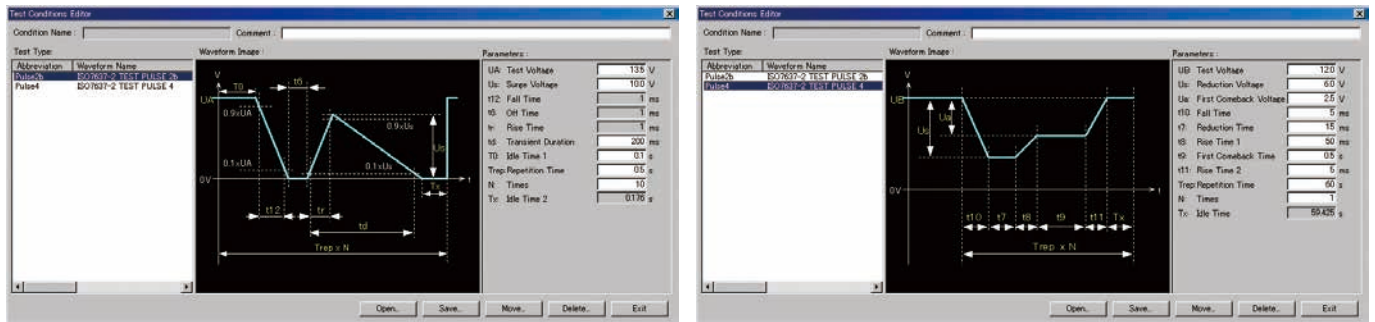 Test Conditions Editor
Condition Name :
Comment :
Test Type:
Waveform Image :
Parameters :
Abbreviation Waveform Name
Pulse2b ISO7637-2 TEST PULSE 2b
Pulse4 ISO7637-2 TEST PULSE 4
V
T0
t6
UA
0.9xUA
0.9xUs
Us
0.1xUA
0.1xUs
0V
t
Tx
t12
tr
td
Trep x N
UA: Test Voltage 13.5 V
Us: Surge Voltage 10.0 V
t12: Fall Time 1 ms
t6: Off Time 1 ms
tr: Rise Time 1 ms
td: Transient Duration 200 ms
T0: Idle Time 1 0.1 s
Trep: Repetition Time 0.5 s
N: Times 10
Tx: Idle Time 2 0.176 s
Open... Save... Move... Delete... Exit
Test Conditions Editor
Condition Name :
Comment :
Test Type:
Waveform Image :
Parameters :
Abbreviation Waveform Name
Pulse2b ISO7637-2 TEST PULSE 2b
Pulse4 ISO7637-2 TEST PULSE 4
V
UB
Us
Ua
0V
t
t10 t7 t8 t9 t11 Tx
Trep x N
UB: Test Voltage 12.0 V
Us: Reduction Voltage 6.0 V
Ua: First Comeback Voltage 2.5 V
t10: Fall Time 5 ms
t7: Reduction Time 15 ms
t8: Rise Time 1 50 ms
t9: First Comeback Time 0.5 s
t11: Rise Time 2 5 ms
Trep: Repetition Time 60 s
N: Times 1
Tx: Idle Time 59.425 s
Open... Save... Move... Delete... Exit